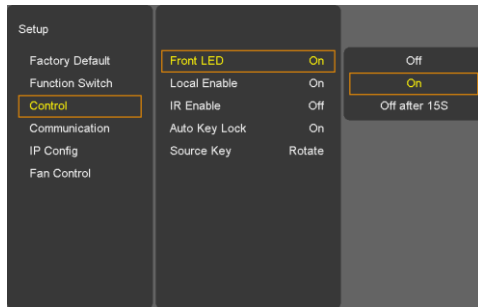 Setup
Factory Default
Function Switch
Control
Communication
IP Config
Fan Control
Front LED On
Local Enable On
IR Enable Off
Auto Key Lock On
Source Key Rotate
Off
On
Off after 15S